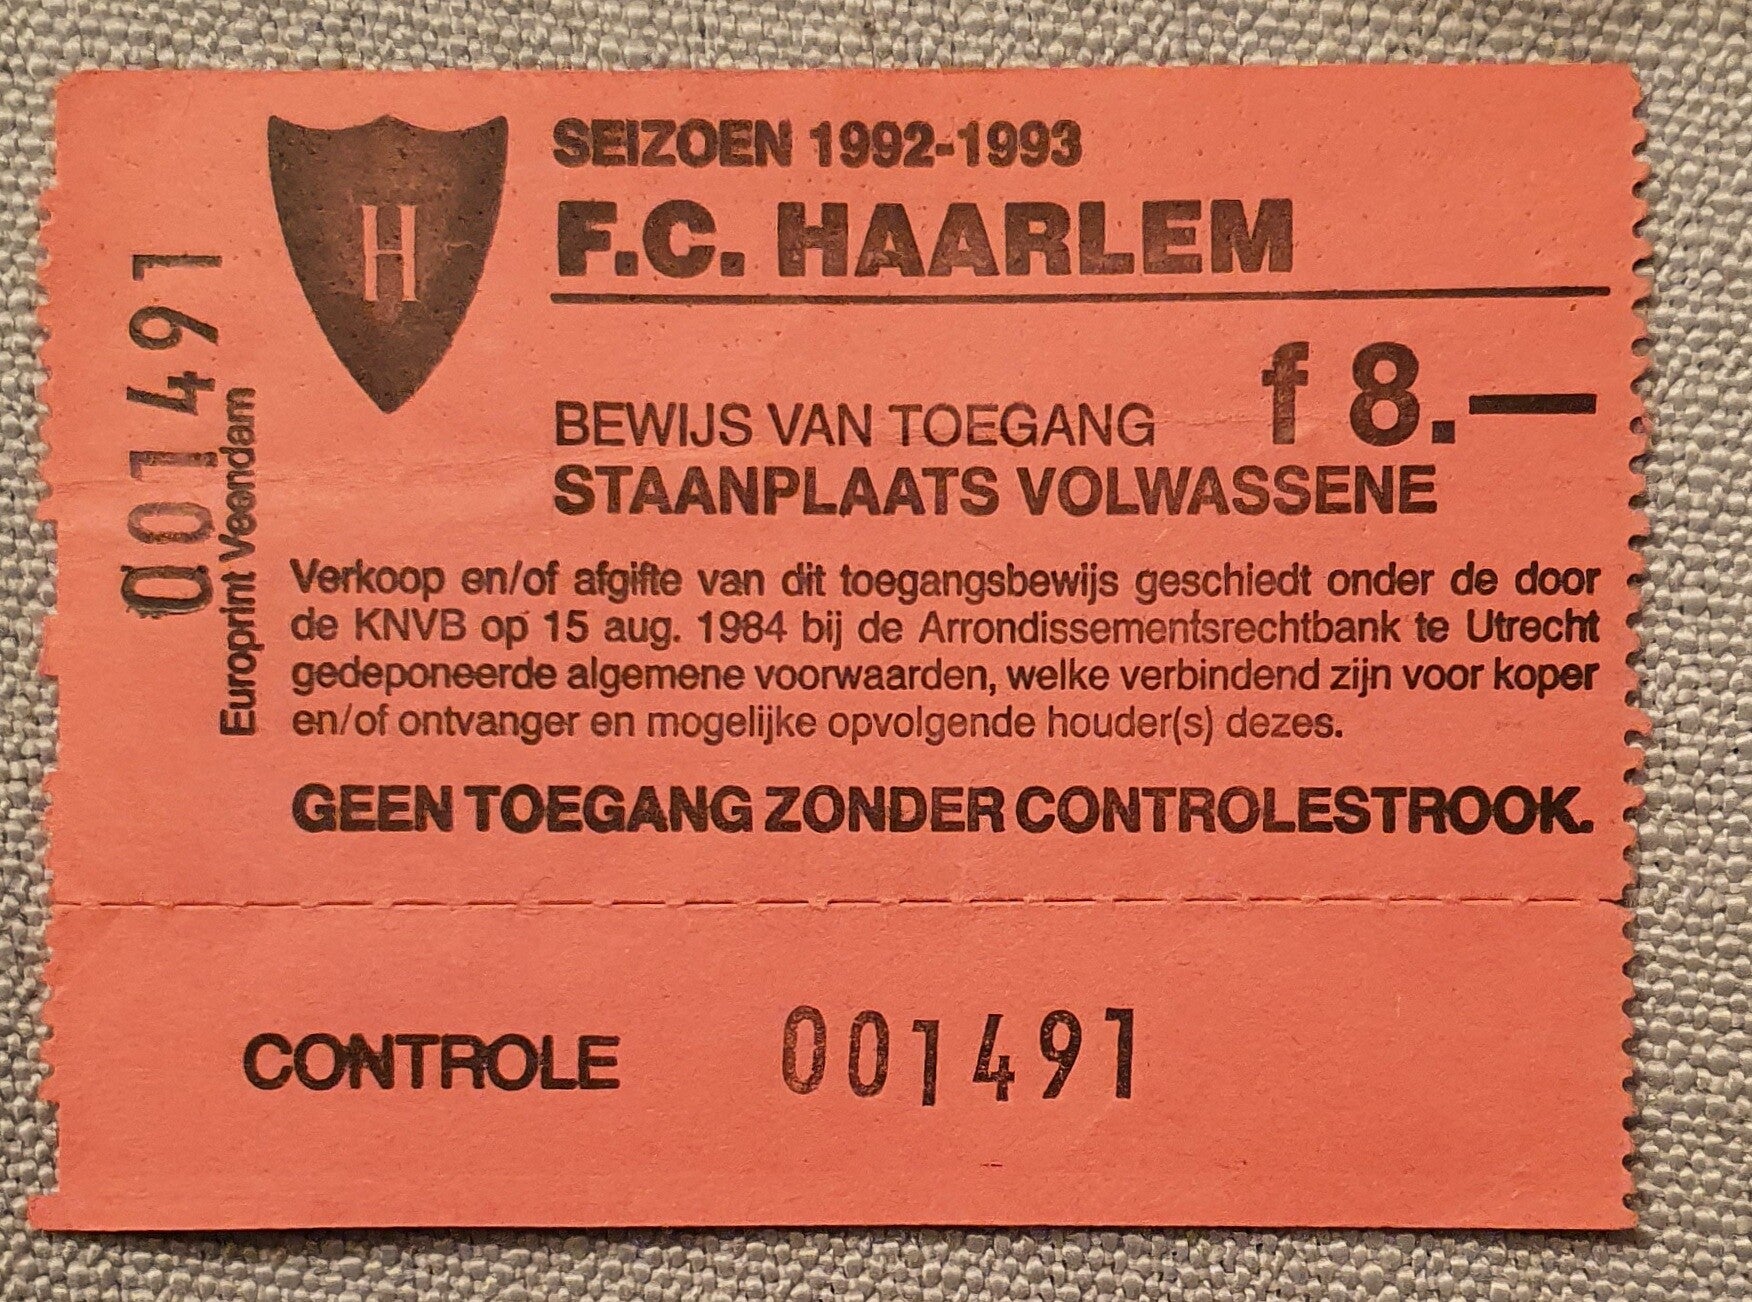 H
SEIZOEN 1992-1993
F.C. HAARLEM
f 8.—
BEWIJS VAN TOEGANG
STAANPLAATS VOLWASSENE
001491
Europrint Veendam
Verkoop en/of afgifte van dit toegangsbewijs geschiedt onder de door
de KNVB op 15 aug. 1984 bij de Arrondissementsrechtbank te Utrecht
gedeponeerde algemene voorwaarden, welke verbindend zijn voor koper
en/of ontvanger en mogelijke opvolgende houder(s) dezes.
GEEN TOEGANG ZONDER CONTROLESTROOK.
CONTROLE 001491